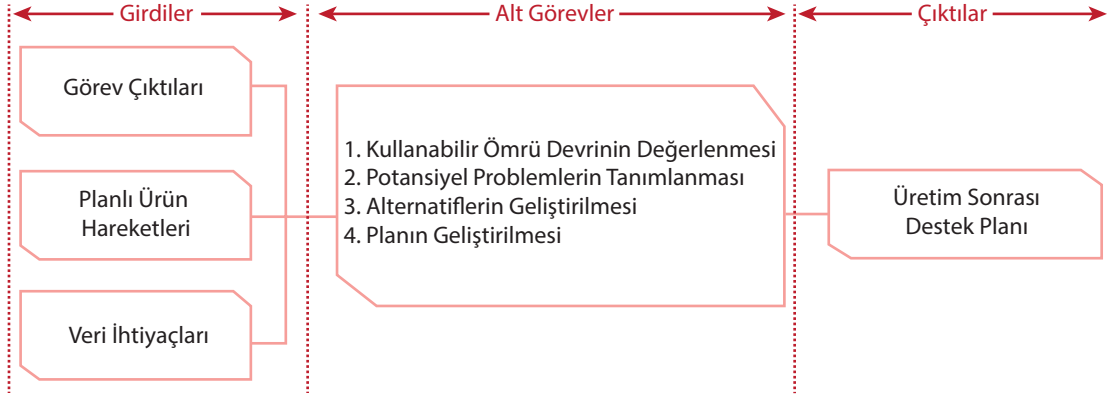 Girdiler
Alt Görevler
Çıktılar
Görev Çıktıları
Planlı Ürün
Hareketleri
Veri İhtiyaçları
1. Kullanabilir Ömrü Devrinin Değerlenmesi
2. Potansiyel Problemlerin Tanımlanması
3. Alternatiflerin Geliştirilmesi
4. Planın Geliştirilmesi
Üretim Sonrası
Destek Planı